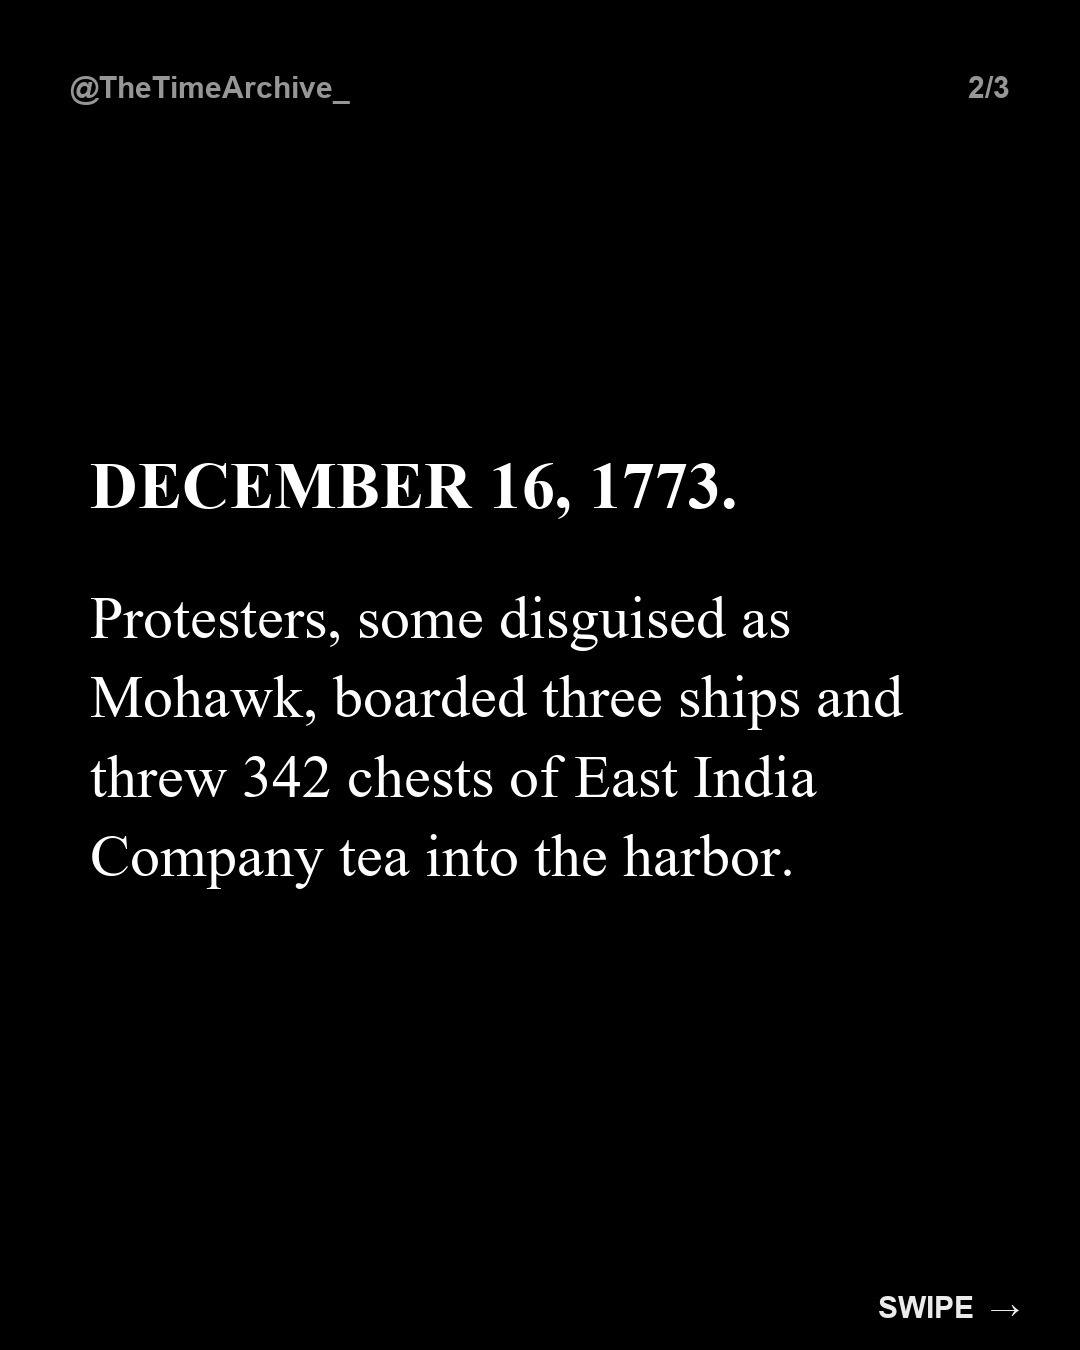 @TheTimeArchive_ 2/3
DECEMBER 16, 1773.
Protesters, some disguised as
Mohawk, boarded three ships and
threw 342 chests of East India
Company tea into the harbor.
SWIPE →